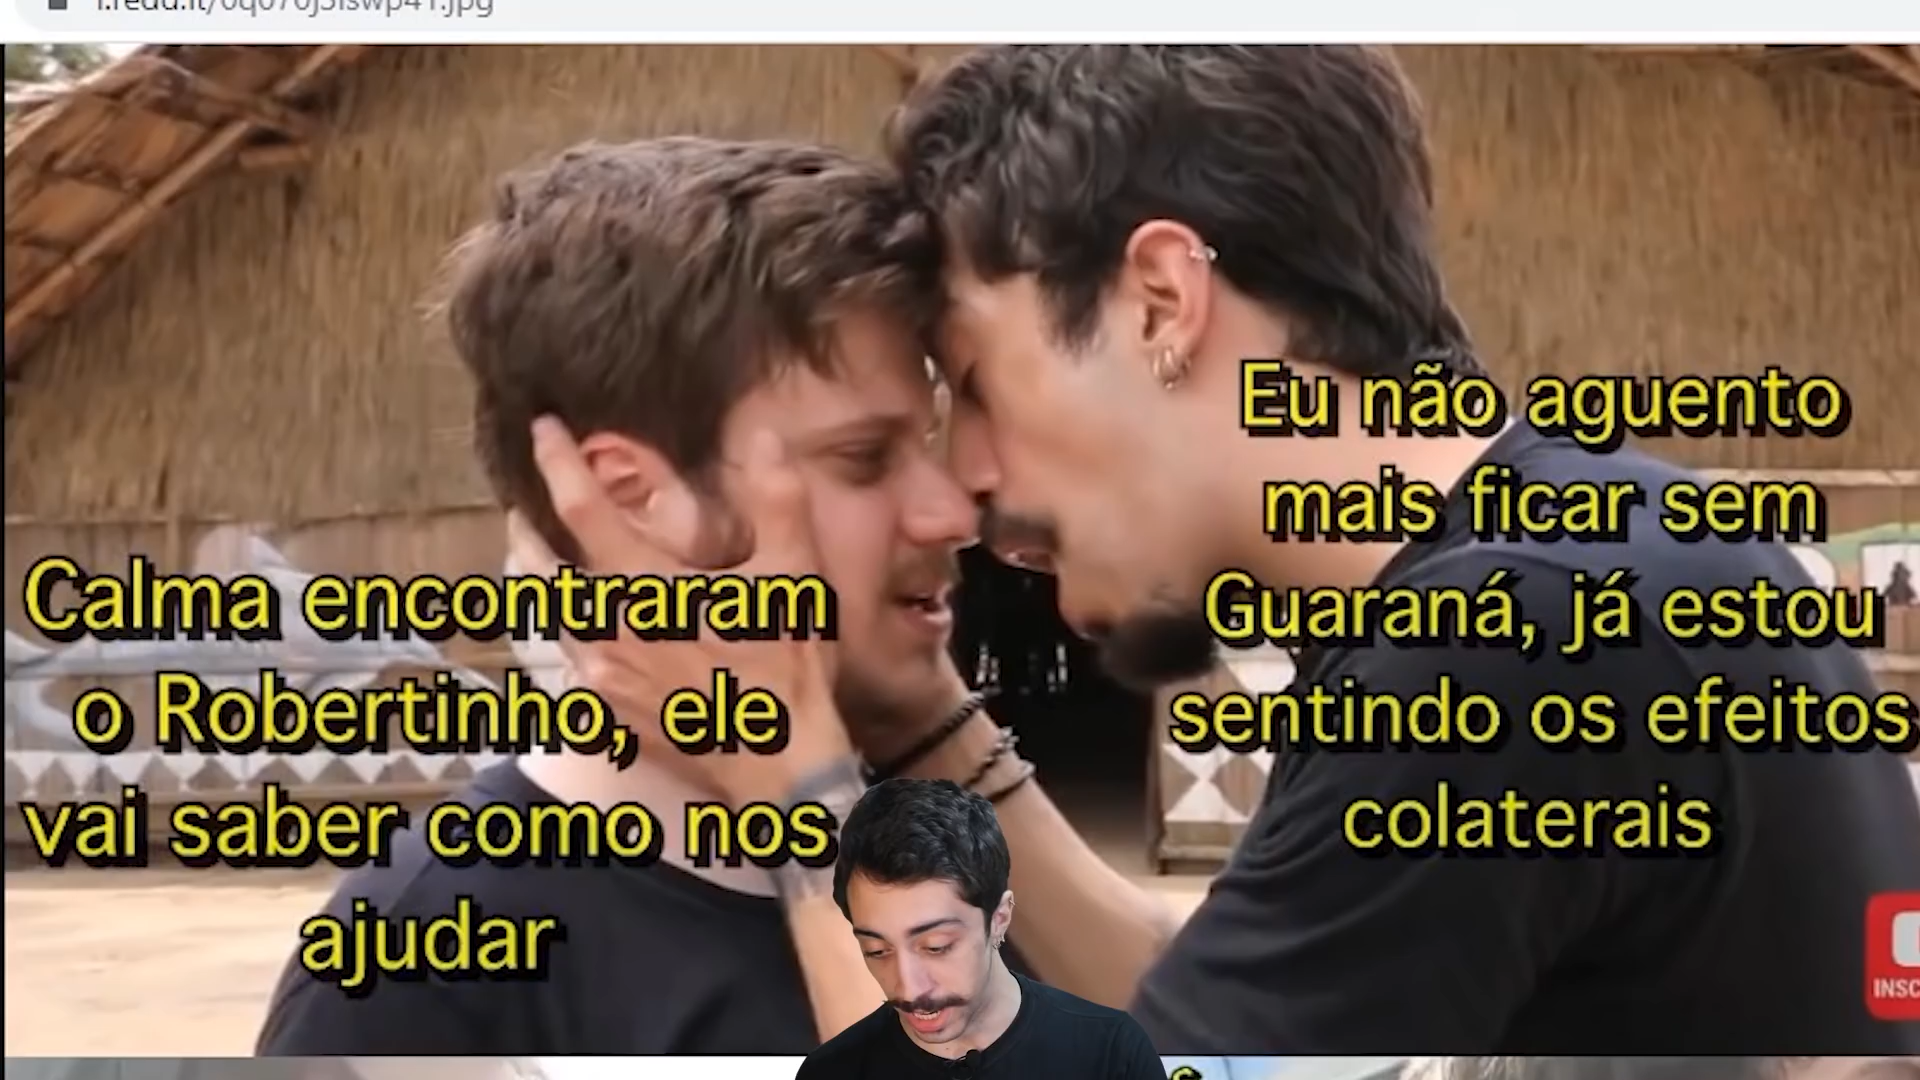 Eu não aguento
mais ficar sem
Guaraná, já estou
sentindo os efeitos
colaterais
Calma encontraram
o Robertinho, ele
vai saber como nos
ajudar